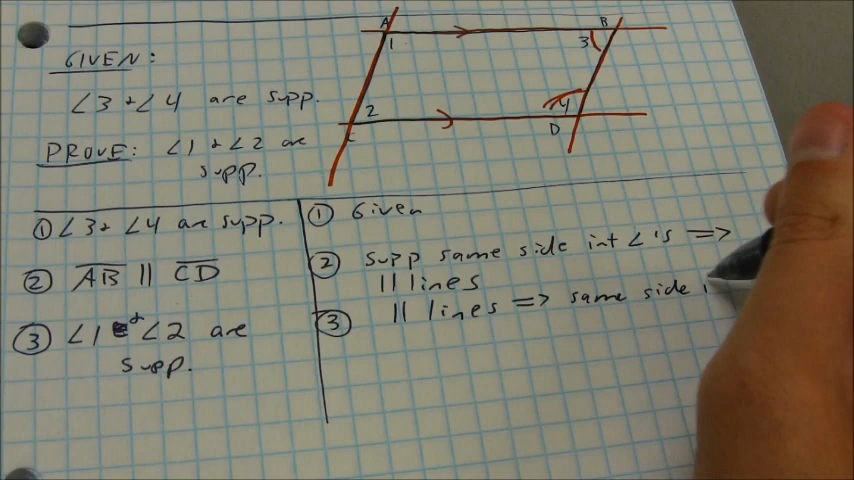 GIVEN:
∠3 + ∠4 are supp.
PROVE: ∠1 + ∠2 are
supp.
A
B
1
3
2
4
C
D
① ∠3 + ∠4 are supp.
① Given
② AB || CD
② supp same side int ∠'s =>
|| lines
③ ∠1 + ∠2 are
supp.
③ || lines => same side